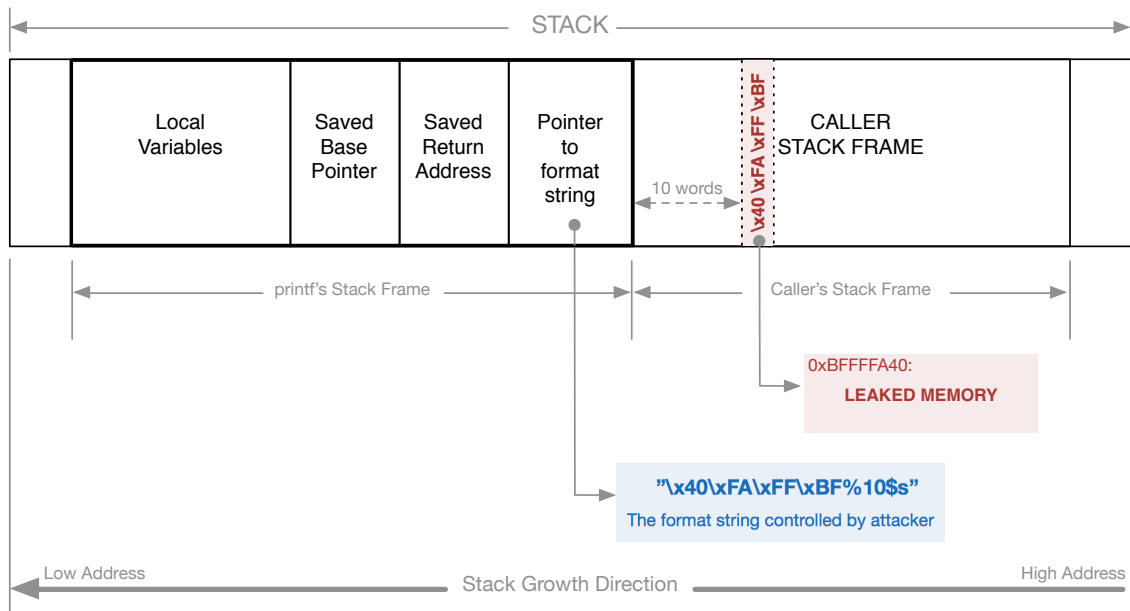 STACK
Local
Variables
Saved
Base
Pointer
Saved
Return
Address
Pointer
to
format
string
10 words
\x40 \xFA \xFF \xBF
CALLER
STACK FRAME
printf's Stack Frame
Caller's Stack Frame
0xBFFFFA40:
LEAKED MEMORY
”\x40\xFA\xFF\xBF%10$s”
The format string controlled by attacker
Low Address
Stack Growth Direction
High Address